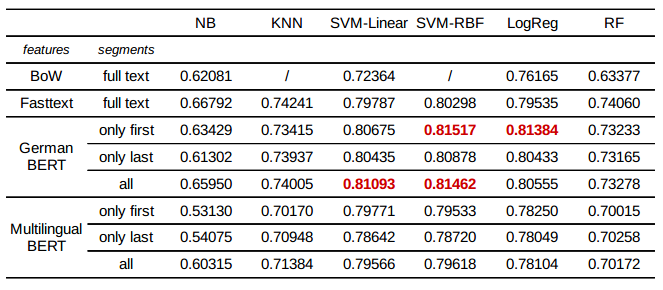 NB KNN SVM-Linear SVM-RBF LogReg RF
features segments
BoW full text 0.62081 / 0.72364 / 0.76165 0.63377
Fasttext full text 0.66792 0.74241 0.79787 0.80298 0.79535 0.74060
German BERT only first 0.63429 0.73415 0.80675 0.81517 0.81384 0.73233
only last 0.61302 0.73937 0.80435 0.80878 0.80433 0.73165
all 0.65950 0.74005 0.81093 0.81462 0.80555 0.73278
Multilingual BERT only first 0.53130 0.70170 0.79771 0.79533 0.78250 0.70015
only last 0.54075 0.70948 0.78642 0.78720 0.78049 0.70258
all 0.60315 0.71384 0.79566 0.79618 0.78104 0.70172